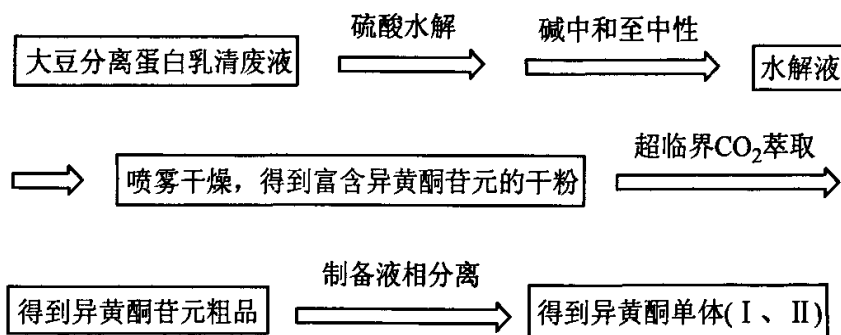 硫酸水解 碱中和至中性
大豆分离蛋白乳清废液 水解液
超临界CO₂萃取
喷雾干燥，得到富含异黄酮苷元的干粉
制备液相分离
得到异黄酮苷元粗品 得到异黄酮单体(Ⅰ、Ⅱ)